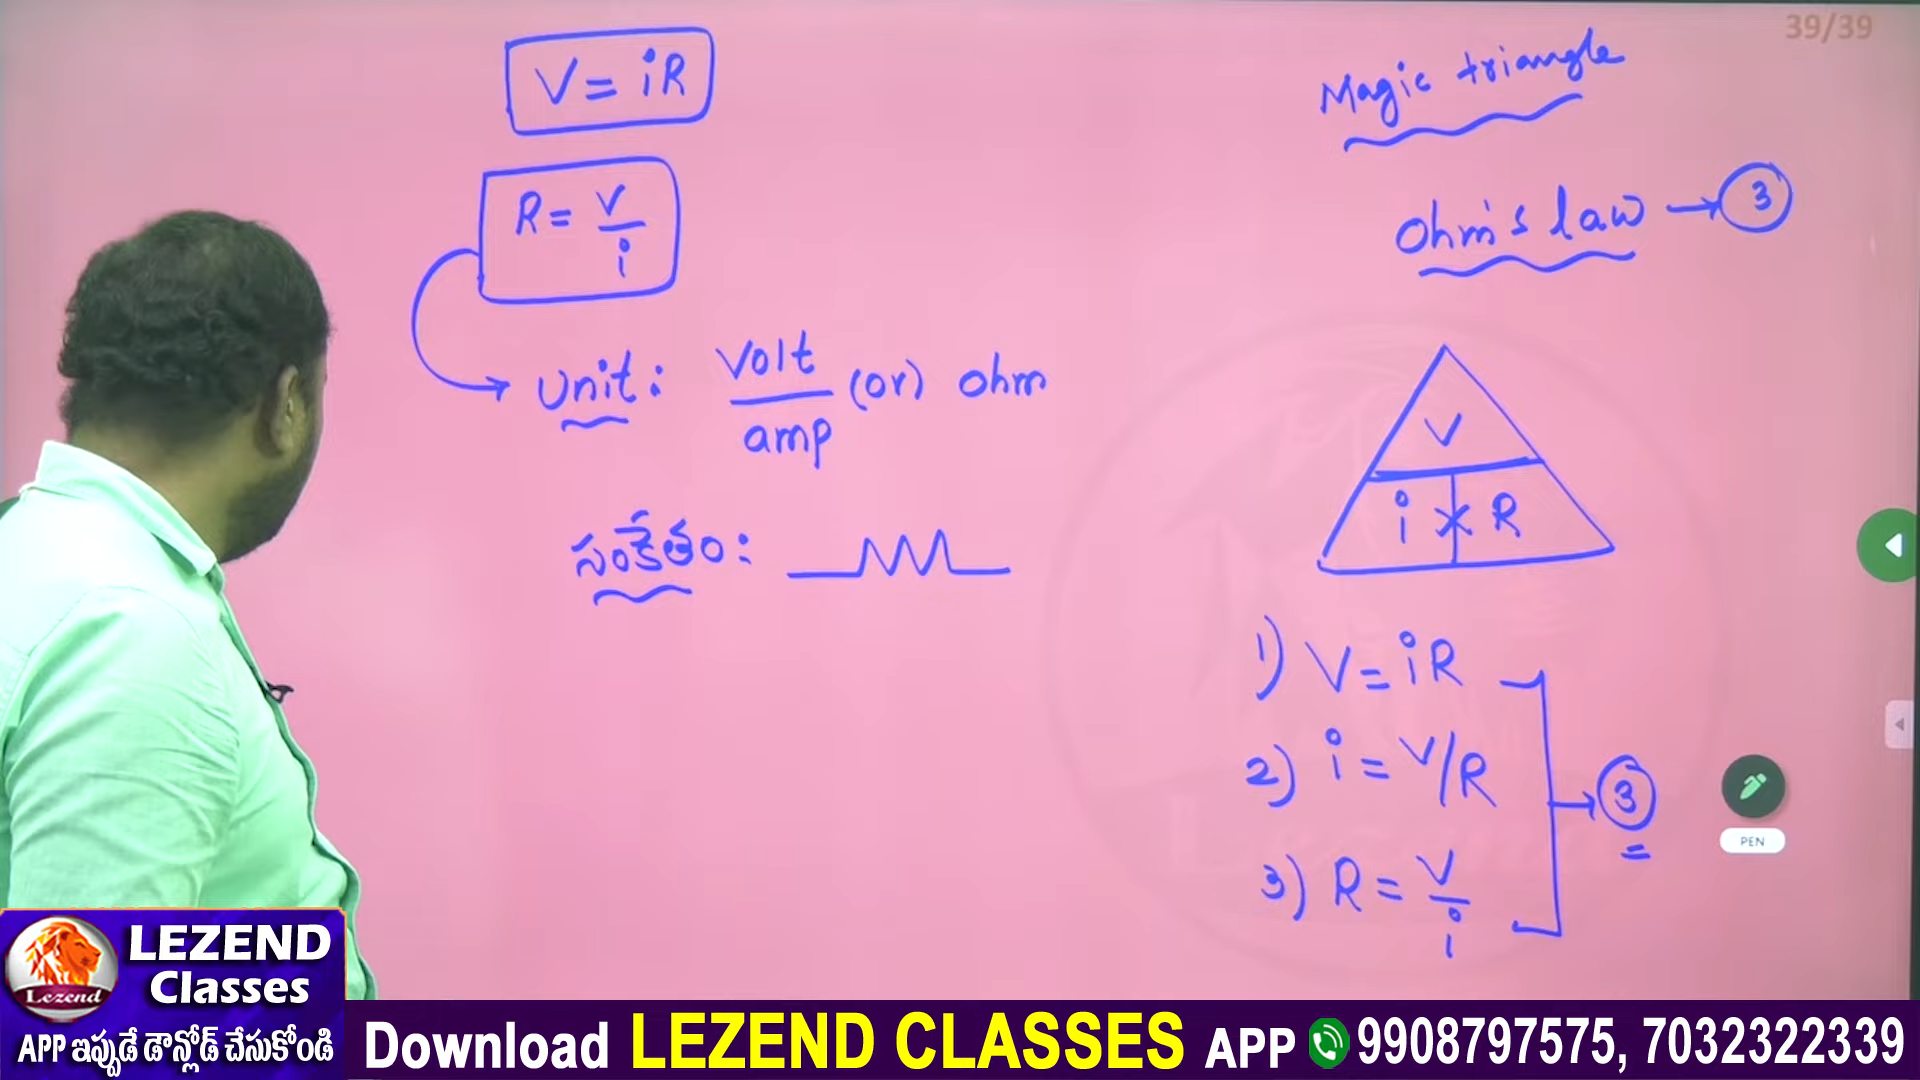 39/39
V = iR
R = V/i
Unit: Volt/amp (or) ohm
సంకేతం:
Magic triangle
Ohm's law → 3
V
i * R
1) V = iR
2) i = V/R
3) R = V/i
3
PEN
Lezend
LEZEND
Classes
APP ఇప్పుడే డౌన్లోడ్ చేసుకోండి
Download LEZEND CLASSES APP 9908797575, 7032322339